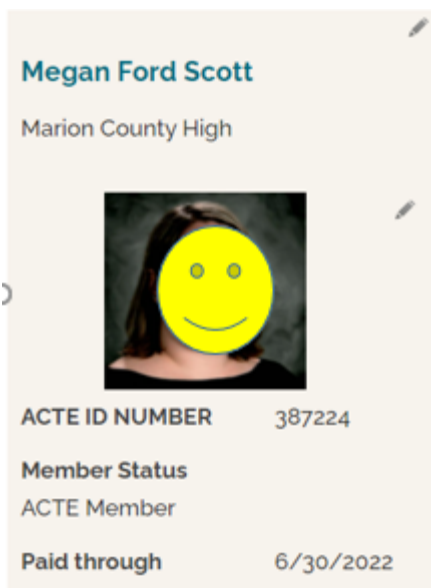 Megan Ford Scott
Marion County High
ACTE ID NUMBER 387224
Member Status
ACTE Member
Paid through 6/30/2022